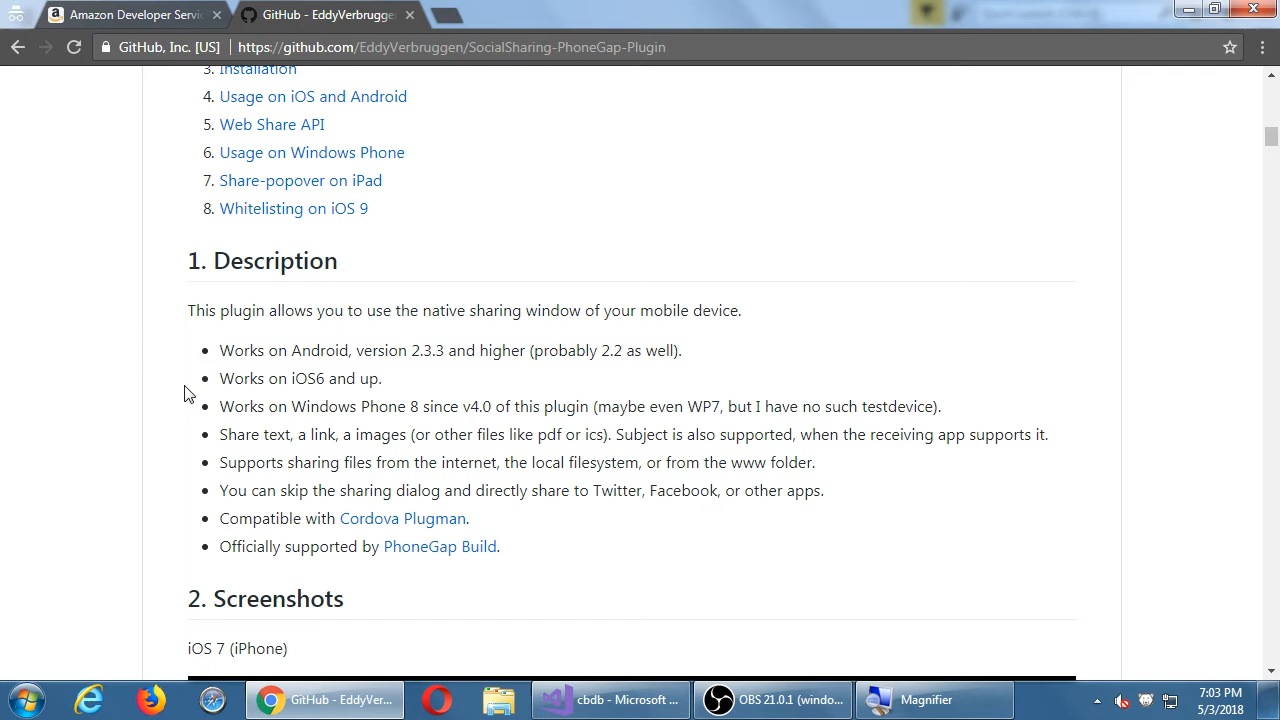 Amazon Developer Servic
GitHub - EddyVerbrugge
GitHub, Inc. [US]
https://github.com/EddyVerbruggen/SocialSharing-PhoneGap-Plugin
3. Installation
4. Usage on iOS and Android
5. Web Share API
6. Usage on Windows Phone
7. Share-popover on iPad
8. Whitelisting on iOS 9
1. Description
This plugin allows you to use the native sharing window of your mobile device.
• Works on Android, version 2.3.3 and higher (probably 2.2 as well).
• Works on iOS6 and up.
• Works on Windows Phone 8 since v4.0 of this plugin (maybe even WP7, but I have no such testdevice).
• Share text, a link, a images (or other files like pdf or ics). Subject is also supported, when the receiving app supports it.
• Supports sharing files from the internet, the local filesystem, or from the www folder.
• You can skip the sharing dialog and directly share to Twitter, Facebook, or other apps.
• Compatible with Cordova Plugman.
• Officially supported by PhoneGap Build.
2. Screenshots
iOS 7 (iPhone)
GitHub - EddyVer...
cbdb - Microsoft ...
OBS 21.0.1 (windo...
Magnifier
7:03 PM
5/3/2018